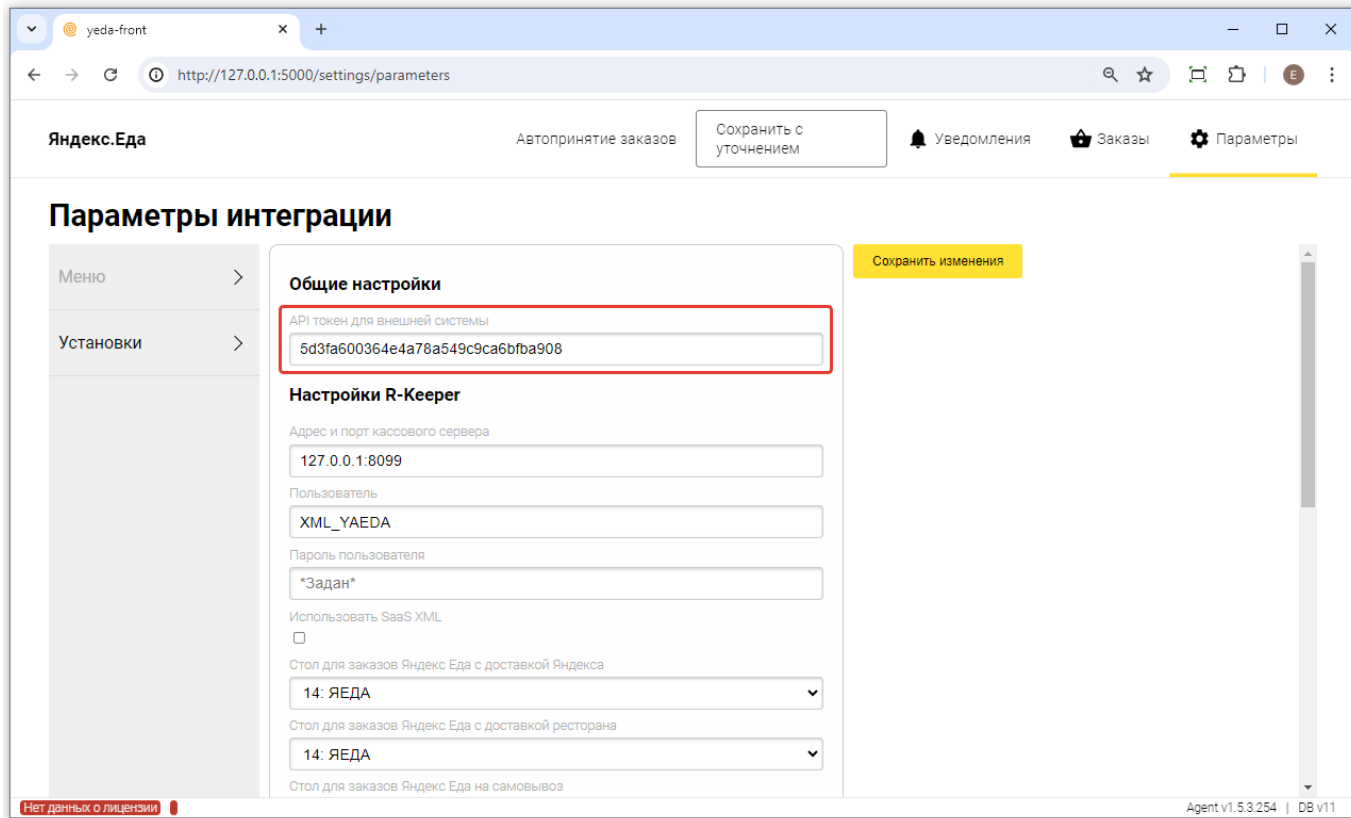 yeda-front
http://127.0.0.1:5000/settings/parameters
E
Яндекс.Еда
Автопринятие заказов
Сохранить с
уточнением
Уведомления
Заказы
Параметры
Параметры интеграции
Меню
Установки
Общие настройки
API токен для внешней системы
5d3fa600364e4a78a549c9ca6bfba908
Настройки R-Keeper
Адрес и порт кассового сервера
127.0.0.1:8099
Пользователь
XML_YAEDA
Пароль пользователя
*Задан*
Использовать SaaS XML
Стол для заказов Яндекс Еда с доставкой Яндекса
14: ЯЕДА
Стол для заказов Яндекс Еда с доставкой ресторана
14: ЯЕДА
Стол для заказов Яндекс Еда на самовывоз
Сохранить изменения
Нет данных о лицензии
Agent v1.5.3.254 | DB v11